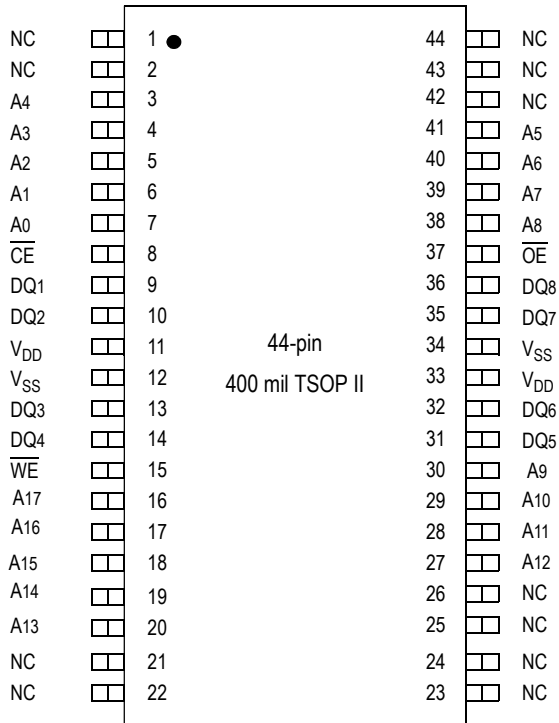 NC 1 44 NC
NC 2 43 NC
A4 3 42 NC
A3 4 41 A5
A2 5 40 A6
A1 6 39 A7
A0 7 38 A8
C̅E̅ 8 37 O̅E̅
DQ1 9 36 DQ8
DQ2 10 35 DQ7
VDD 11 44-pin 34 VSS
VSS 12 400 mil TSOP II 33 VDD
DQ3 13 32 DQ6
DQ4 14 31 DQ5
W̅E̅ 15 30 A9
A17 16 29 A10
A16 17 28 A11
A15 18 27 A12
A14 19 26 NC
A13 20 25 NC
NC 21 24 NC
NC 22 23 NC